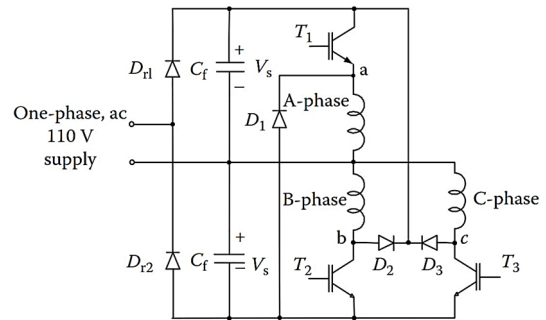 T1
a
Dr1 Cf + Vs
−
A-phase
D1
One-phase, ac
110 V
supply
B-phase
C-phase
b
c
Dr2 Cf + Vs
−
T2
D2
D3
T3